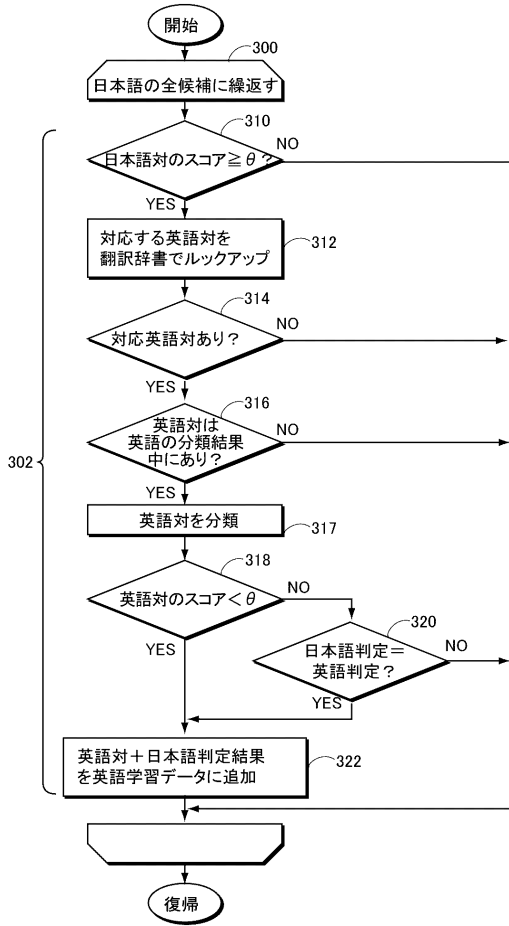 開始
300
日本語の全候補に繰返す
310
日本語対のスコア≧θ?
NO
YES
対応する英語対を
翻訳辞書でルックアップ
312
314
対応英語対あり?
NO
YES
316
英語対は
英語の分類結果
中にあり?
NO
302
YES
英語対を分類
317
318
英語対のスコア<θ
NO
YES
320
日本語判定=
英語判定?
NO
YES
英語対+日本語判定結果
を英語学習データに追加
322
復帰